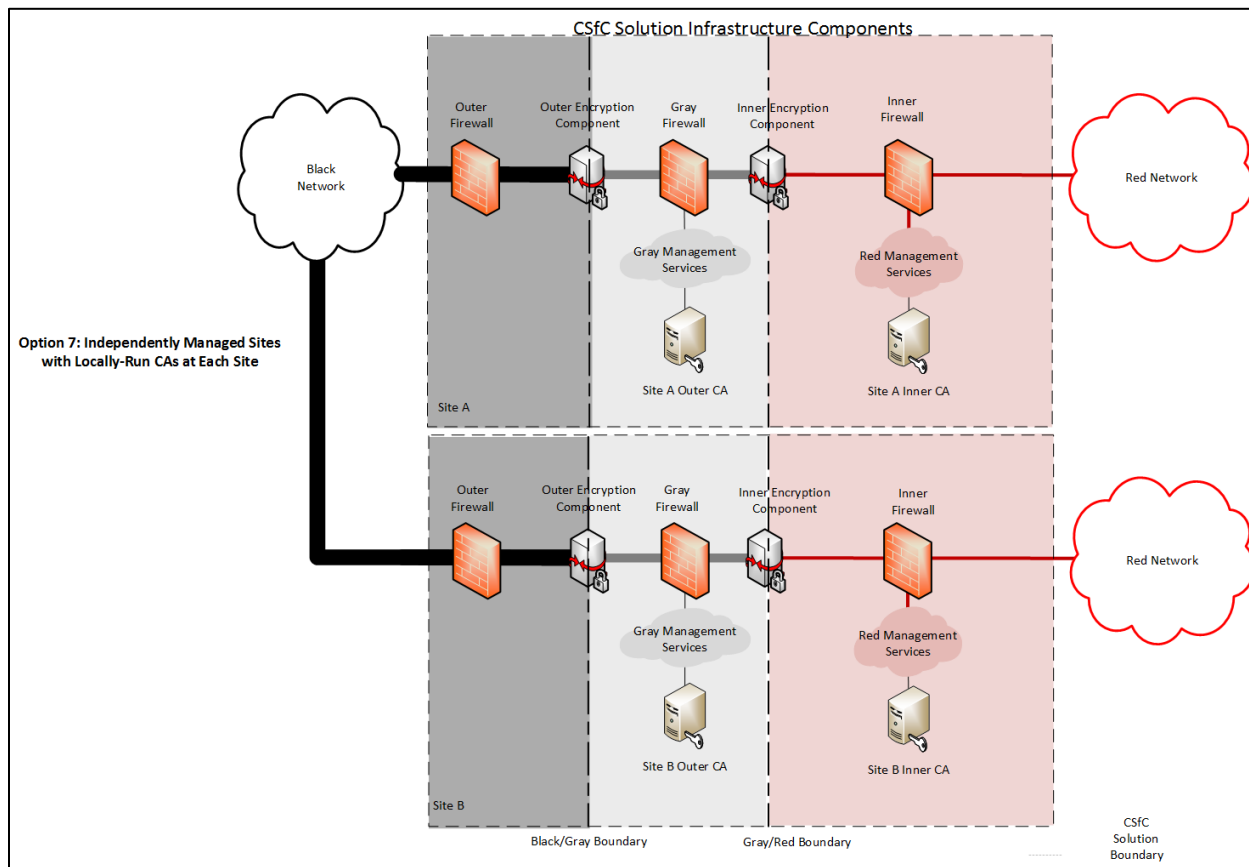 CSfC Solution Infrastructure Components
Outer
Firewall
Outer Encryption
Component
Gray
Firewall
Inner Encryption
Component
Inner
Firewall
Black
Network
Red Network
Gray Management
Services
Red Management
Services
Site A Outer CA
Site A Inner CA
Site A
Option 7: Independently Managed Sites
with Locally-Run CAs at Each Site
Outer
Firewall
Outer Encryption
Component
Gray
Firewall
Inner Encryption
Component
Inner
Firewall
Red Network
Gray Management
Services
Red Management
Services
Site B Outer CA
Site B Inner CA
Site B
Black/Gray Boundary
Gray/Red Boundary
CSfC
Solution
Boundary